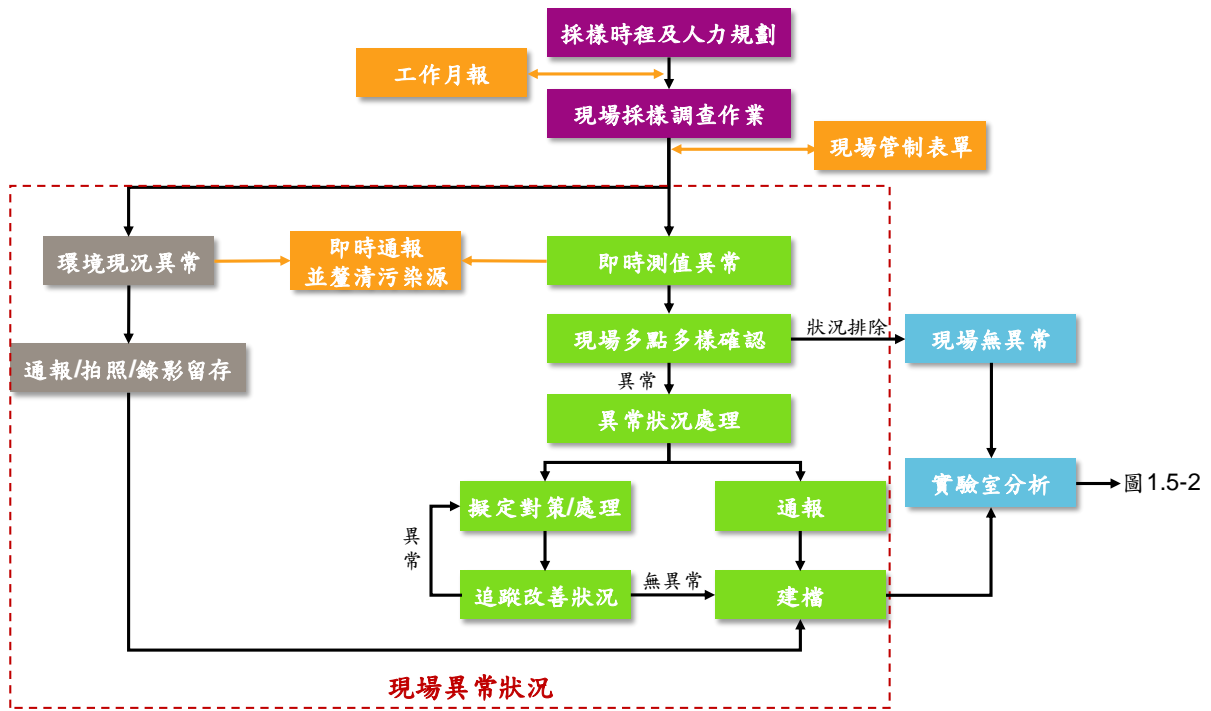 採樣時程及人力規劃
工作月報
現場採樣調查作業
現場管制表單
環境現況異常
即時通報
並釐清污染源
即時測值異常
現場多點多樣確認
狀況排除
現場無異常
通報/拍照/錄影留存
異常
異常狀況處理
擬定對策/處理
通報
實驗室分析
圖1.5-2
異常
追蹤改善狀況
無異常
建檔
現場異常狀況